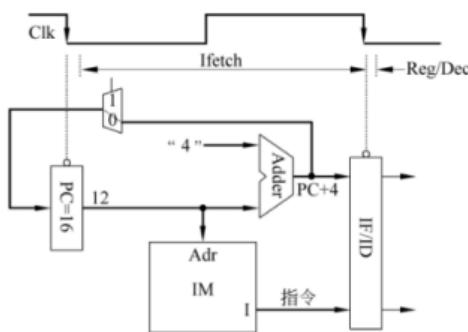 Clk
Ifetch
Reg/Dec
1
0
“ 4 ”
Adder
PC+4
PC=16
12
IF/ID
Adr
IM
I
指令